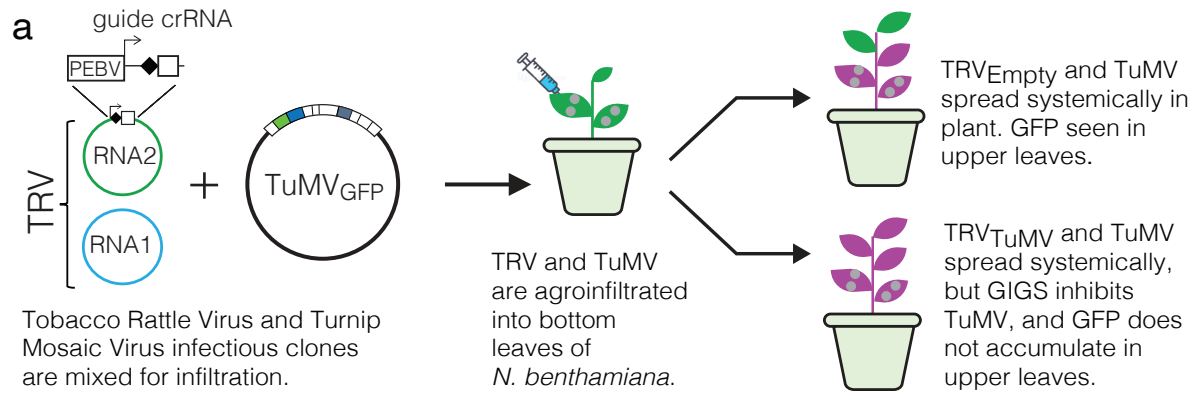 a
guide crRNA
PEBV
TRV
RNA2
RNA1
+
TuMVGFP
Tobacco Rattle Virus and Turnip
Mosaic Virus infectious clones
are mixed for infiltration.
TRV and TuMV
are agroinfiltrated
into bottom
leaves of
N. benthamiana.
TRVEmpty and TuMV
spread systemically in
plant. GFP seen in
upper leaves.
TRVTuMV and TuMV
spread systemically,
but GIGS inhibits
TuMV, and GFP does
not accumulate in
upper leaves.